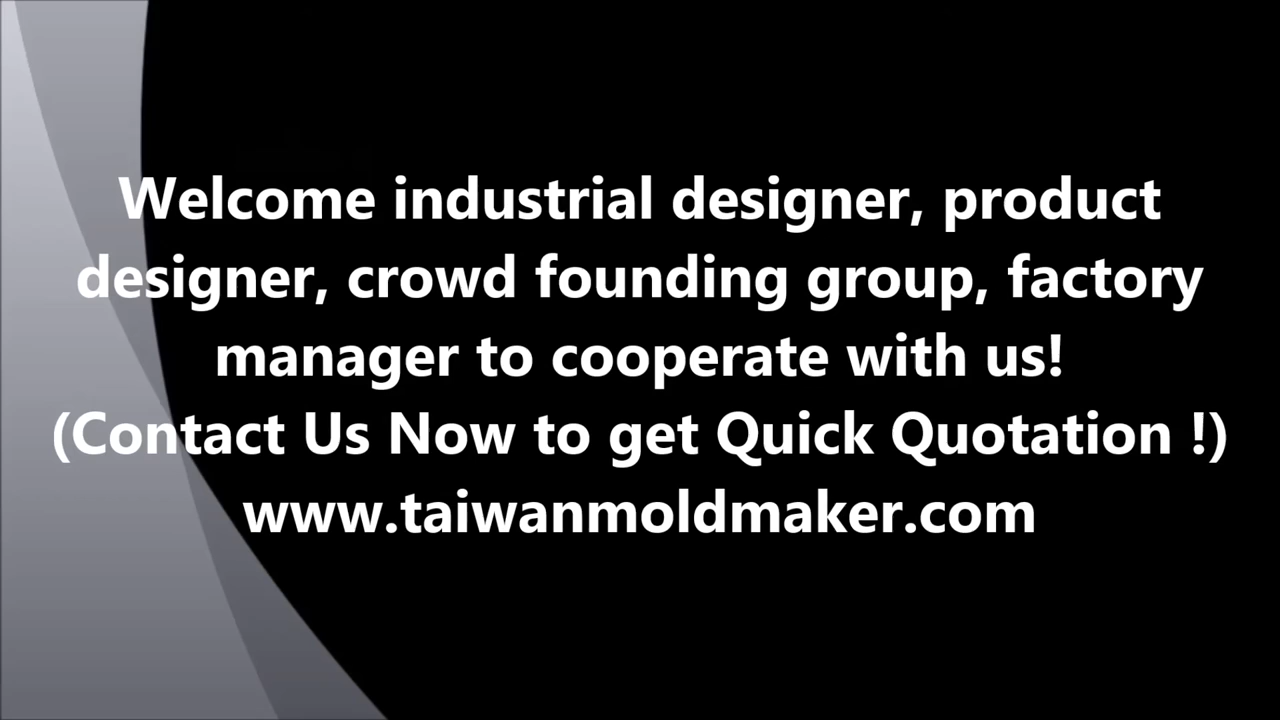 Welcome industrial designer, product
designer, crowd founding group, factory
manager to cooperate with us!
(Contact Us Now to get Quick Quotation !)
www.taiwanmoldmaker.com